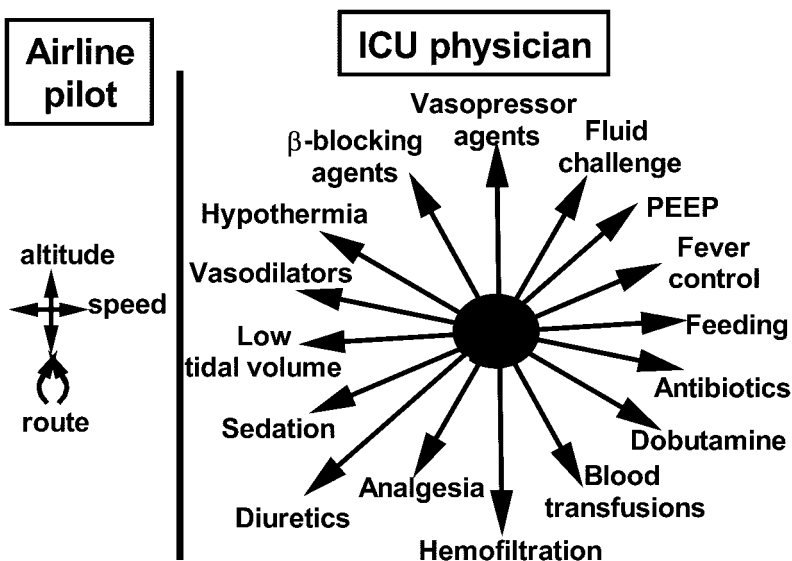 Airline
pilot
altitude
speed
route
ICU physician
Vasopressor
agents
Fluid
challenge
PEEP
Fever
control
Feeding
Antibiotics
Dobutamine
Blood
transfusions
Hemofiltration
Analgesia
Diuretics
Sedation
Low
tidal volume
Vasodilators
Hypothermia
β-blocking
agents